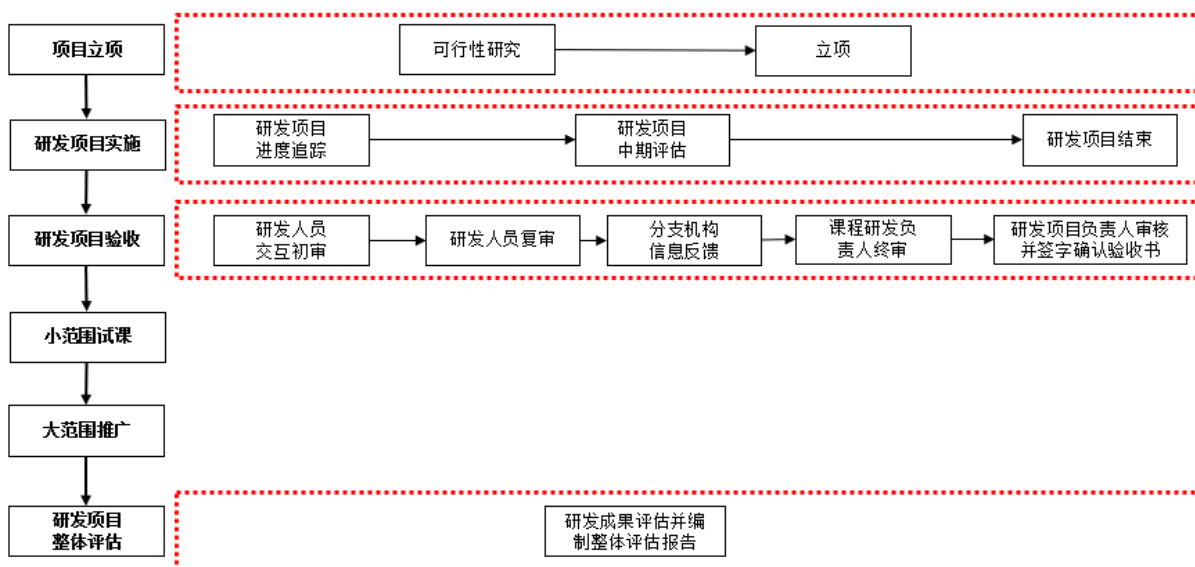 项目立项
可行性研究
立项
研发项目实施
研发项目
进度追踪
研发项目
中期评估
研发项目结束
研发项目验收
研发人员
交互初审
研发人员复审
分支机构
信息反馈
课程研发负
责人终审
研发项目负责人审核
并签字确认验收书
小范围试课
大范围推广
研发项目
整体评估
研发成果评估并编
制整体评估报告